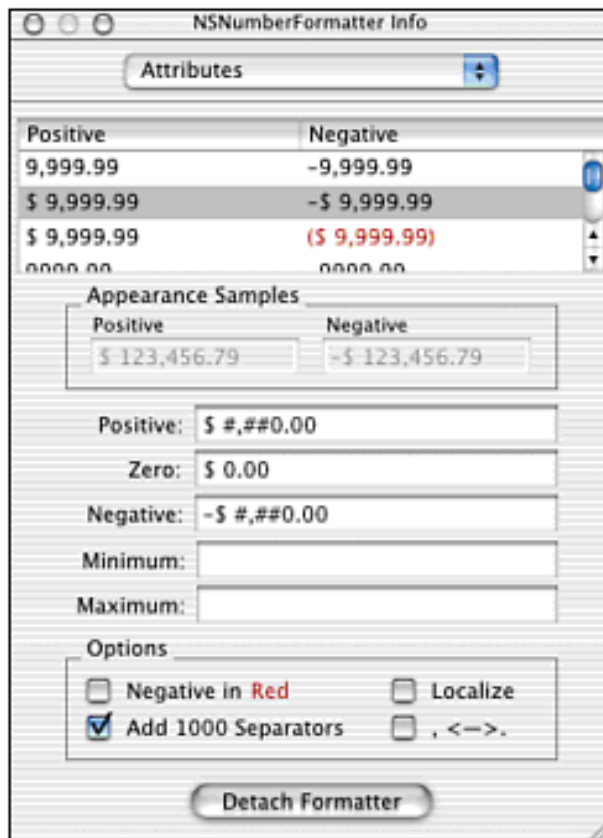 NSNumberFormatter Info
Attributes
Positive Negative
9,999.99 -9,999.99
$ 9,999.99 -$ 9,999.99
$ 9,999.99 ($ 9,999.99)
Appearance Samples
Positive Negative
$ 123,456.79 -$ 123,456.79
Positive: $ #,##0.00
Zero: $ 0.00
Negative: -$ #,##0.00
Minimum:
Maximum:
Options
Negative in Red Localize
Add 1000 Separators , <->.
Detach Formatter